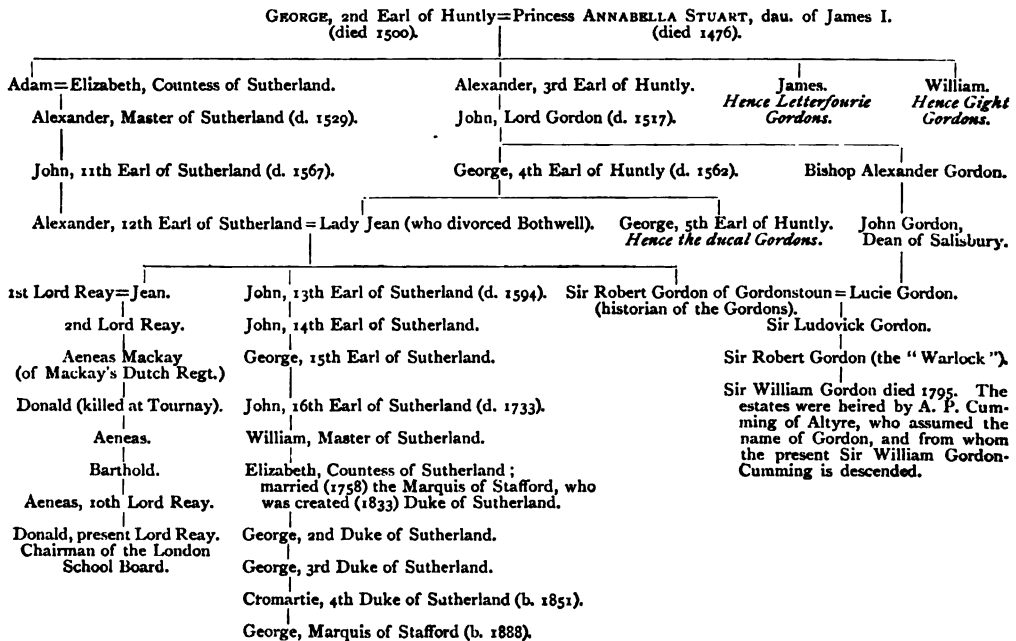 GEORGE, 2nd Earl of Huntly=Princess ANNABELLA STUART, dau. of James I.
(died 1500). (died 1476).
Adam=Elizabeth, Countess of Sutherland. Alexander, 3rd Earl of Huntly. James. William.
Hence Letterfourie Hence Gight
Alexander, Master of Sutherland (d. 1529). John, Lord Gordon (d. 1517). Gordons. Gordons.
John, 11th Earl of Sutherland (d. 1567). George, 4th Earl of Huntly (d. 1562). Bishop Alexander Gordon.
Alexander, 12th Earl of Sutherland=Lady Jean (who divorced Bothwell). George, 5th Earl of Huntly. John Gordon,
Hence the ducal Gordons. Dean of Salisbury.
1st Lord Reay=Jean. John, 13th Earl of Sutherland (d. 1594). Sir Robert Gordon of Gordonstoun=Lucie Gordon.
(historian of the Gordons).
2nd Lord Reay. John, 14th Earl of Sutherland. Sir Ludovick Gordon.
Aeneas Mackay George, 15th Earl of Sutherland. Sir Robert Gordon (the "Warlock").
(of Mackay's Dutch Regt.)
Donald (killed at Tournay). John, 16th Earl of Sutherland (d. 1733).
Aeneas. William, Master of Sutherland.
Barthold. Elizabeth, Countess of Sutherland;
married (1758) the Marquis of Stafford, who
was created (1833) Duke of Sutherland.
Sir William Gordon died 1795. The
estates were heired by A. P. Cum-
ming of Altyre, who assumed the
name of Gordon, and from whom
the present Sir William Gordon-
Cumming is descended.
Aeneas, 10th Lord Reay.
Donald, present Lord Reay. George, 2nd Duke of Sutherland.
Chairman of the London
School Board. George, 3rd Duke of Sutherland.
Cromartie, 4th Duke of Sutherland (b. 1851).
George, Marquis of Stafford (b. 1888).